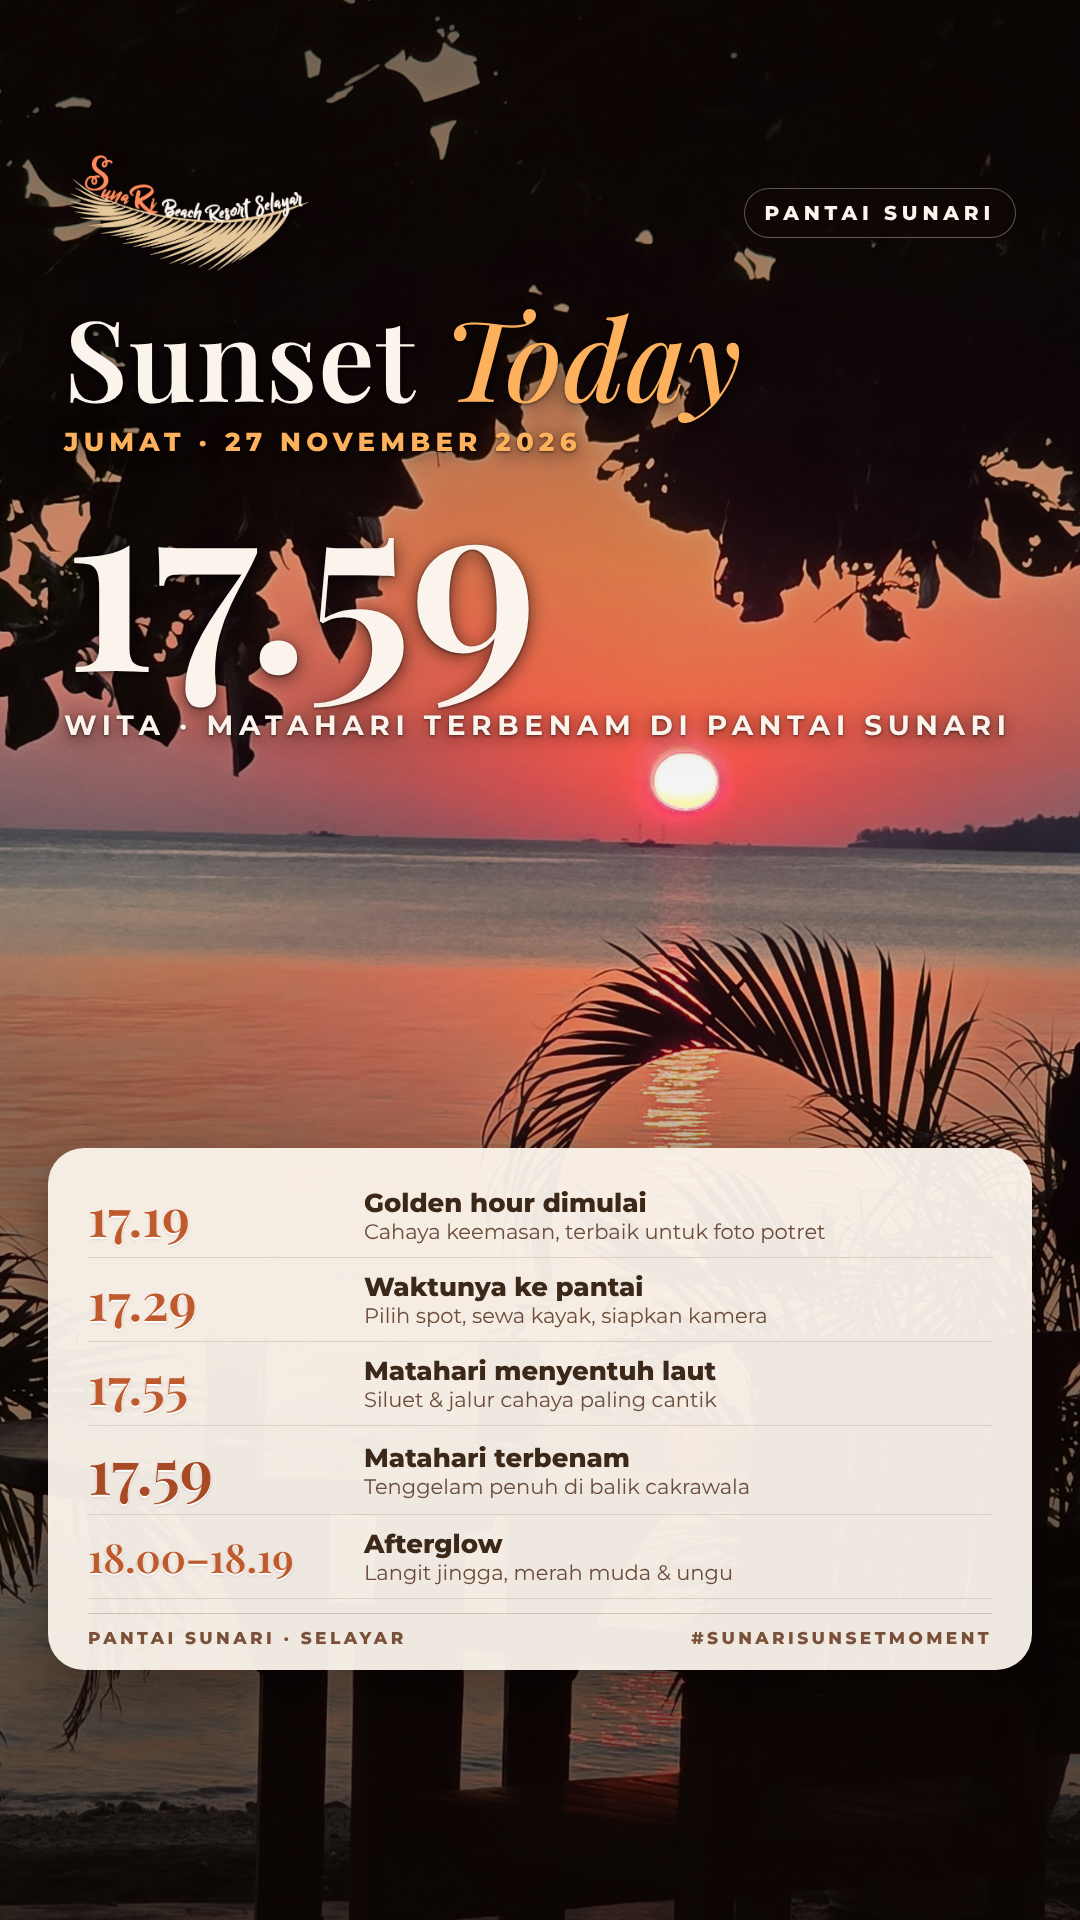 SunaRi Beach Resort Selayar
PANTAI SUNARI
Sunset Today
JUMAT · 27 NOVEMBER 2026
17.59
WITA · MATAHARI TERBENAM DI PANTAI SUNARI
17.19
Golden hour dimulai
Cahaya keemasan, terbaik untuk foto potret
17.29
Waktunya ke pantai
Pilih spot, sewa kayak, siapkan kamera
17.55
Matahari menyentuh laut
Siluet & jalur cahaya paling cantik
17.59
Matahari terbenam
Tenggelam penuh di balik cakrawala
18.00–18.19
Afterglow
Langit jingga, merah muda & ungu
PANTAI SUNARI · SELAYAR
#SUNARISUNSETMOMENT